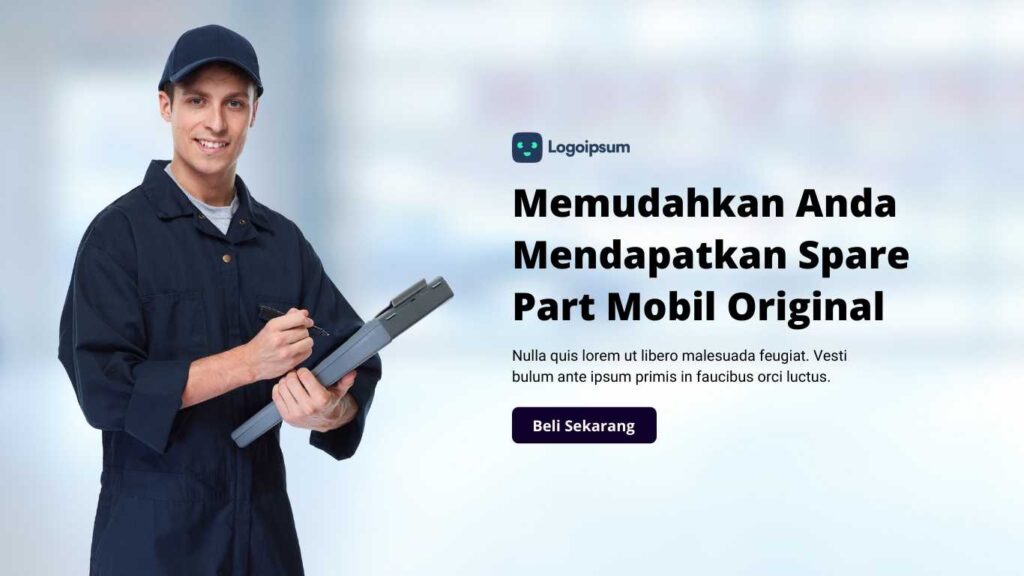 Logoipsum
Memudahkan Anda
Mendapatkan Spare
Part Mobil Original
Nulla quis lorem ut libero malesuada feugiat. Vesti
bulum ante ipsum primis in faucibus orci luctus.
Beli Sekarang